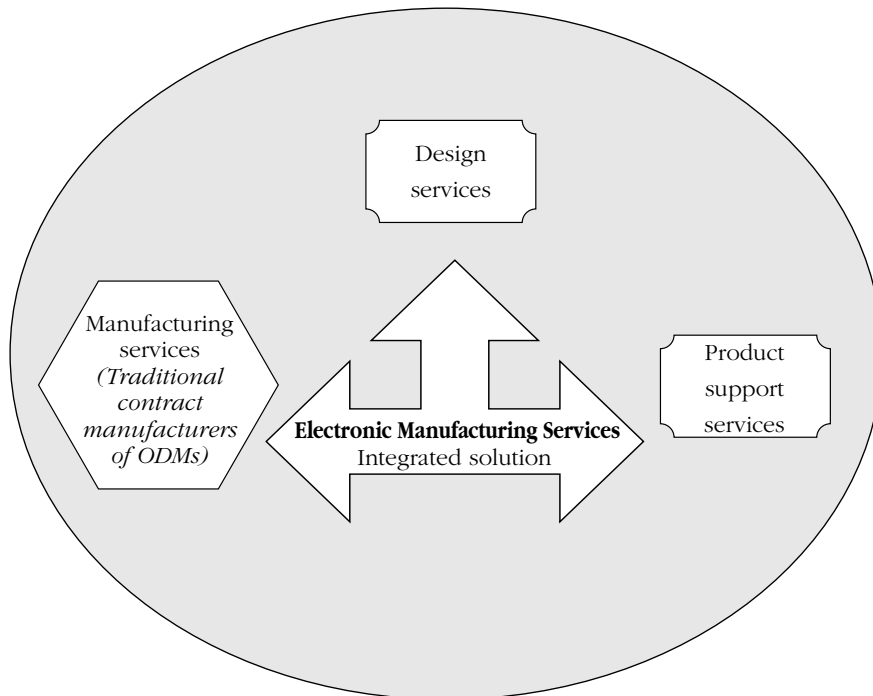 Design
services
Manufacturing
services
(Traditional
contract
manufacturers
of ODMs)
Product
support
services
Electronic Manufacturing Services
Integrated solution